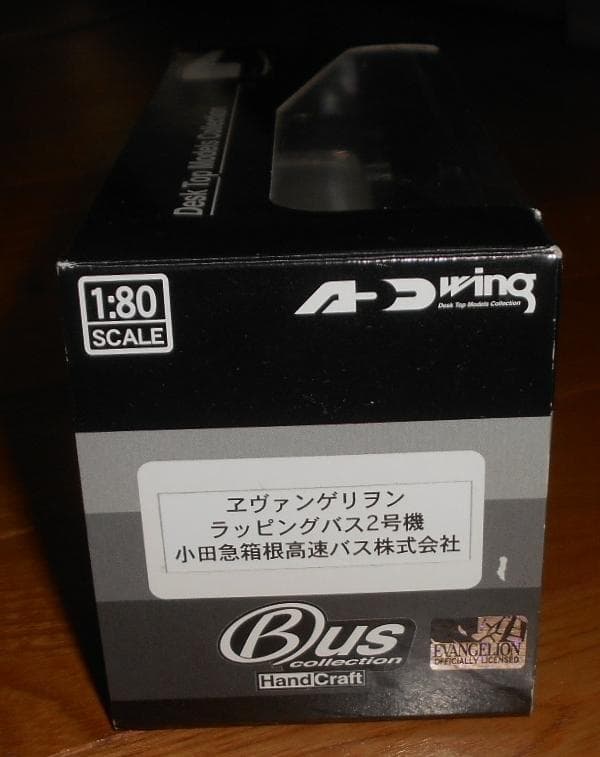 Desk Top Models Collection
1:80
SCALE
ADD wing
Desk Top Models Collection
ヱヴァンゲリヲン
ラッピングバス2号機
小田急箱根高速バス株式会社
Bus
collection
HandCraft
EVANGELION
OFFICIALLY LICENSED